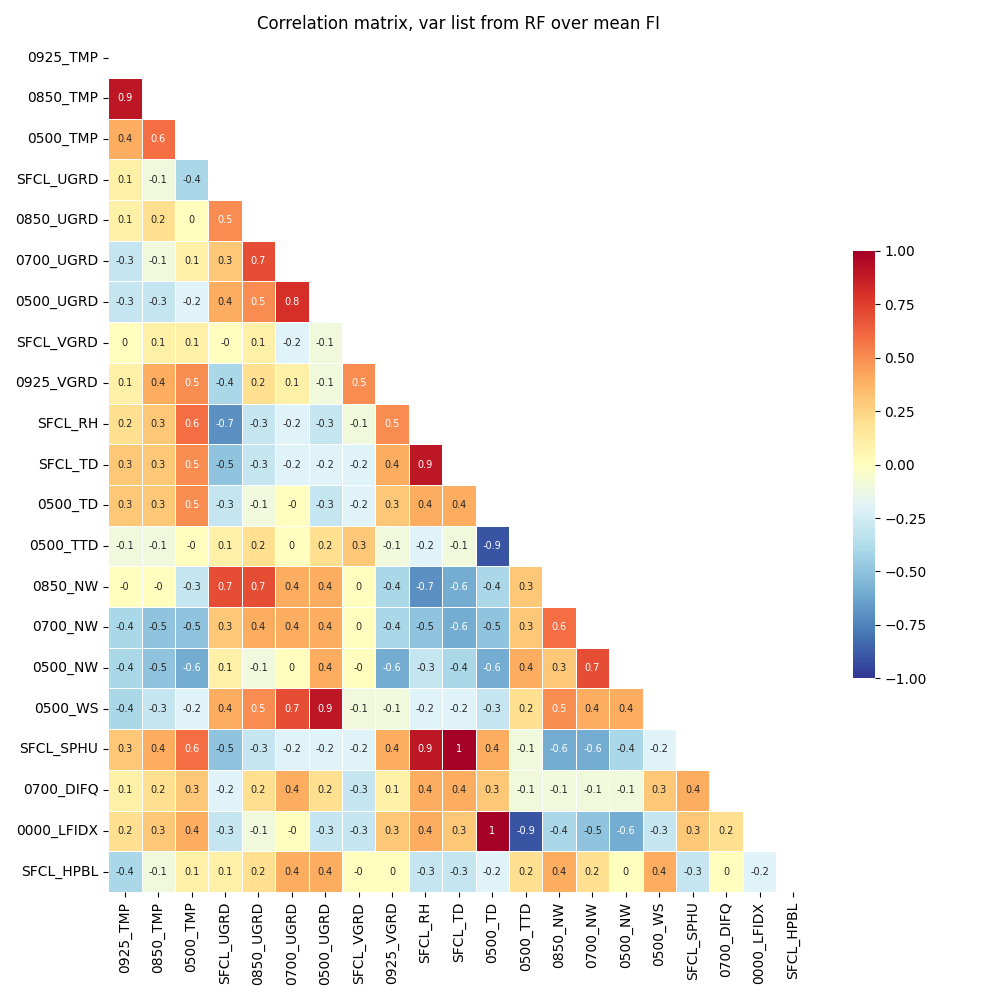 Correlation matrix, var list from RF over mean FI
0925_TMP
0850_TMP 0.9
0500_TMP 0.4 0.6
SFCL_UGRD 0.1 -0.1 -0.4
0850_UGRD 0.1 0.2 0 0.5
0700_UGRD -0.3 -0.1 0.1 0.3 0.7
0500_UGRD -0.3 -0.3 -0.2 0.4 0.5 0.8
SFCL_VGRD 0 0.1 0.1 -0 0.1 -0.2 -0.1
0925_VGRD 0.1 0.4 0.5 -0.4 0.2 0.1 -0.1 0.5
SFCL_RH 0.2 0.3 0.6 -0.7 -0.3 -0.2 -0.3 -0.1 0.5
SFCL_TD 0.3 0.3 0.5 -0.5 -0.3 -0.2 -0.2 -0.2 0.4 0.9
0500_TD 0.3 0.3 0.5 -0.3 -0.1 -0 -0.3 -0.2 0.3 0.4 0.4
0500_TTD -0.1 -0.1 -0 0.1 0.2 0 0.2 0.3 -0.1 -0.2 -0.1 -0.9
0850_NW -0 -0 -0.3 0.7 0.7 0.4 0.4 0 -0.4 -0.7 -0.6 -0.4 0.3
0700_NW -0.4 -0.5 -0.5 0.3 0.4 0.4 0.4 0 -0.4 -0.5 -0.6 -0.5 0.3 0.6
0500_NW -0.4 -0.5 -0.6 0.1 -0.1 0 0.4 -0 -0.6 -0.3 -0.4 -0.6 0.4 0.3 0.7
0500_WS -0.4 -0.3 -0.2 0.4 0.5 0.7 0.9 -0.1 -0.1 -0.2 -0.2 -0.3 0.2 0.5 0.4 0.4
SFCL_SPHU 0.3 0.4 0.6 -0.5 -0.3 -0.2 -0.2 -0.2 0.4 0.9 1 0.4 -0.1 -0.6 -0.6 -0.4 -0.2
0700_DIFQ 0.1 0.2 0.3 -0.2 0.2 0.4 0.2 -0.3 0.1 0.4 0.4 0.3 -0.1 -0.1 -0.1 -0.1 0.3 0.4
0000_LFIDX 0.2 0.3 0.4 -0.3 -0.1 -0 -0.3 -0.3 0.3 0.4 0.3 1 -0.9 -0.4 -0.5 -0.6 -0.3 0.3 0.2
SFCL_HPBL -0.4 -0.1 0.1 0.1 0.2 0.4 0.4 -0 0 -0.3 -0.3 -0.2 0.2 0.4 0.2 0 0.4 -0.3 0 -0.2
0925_TMP
0850_TMP
0500_TMP
SFCL_UGRD
0850_UGRD
0700_UGRD
0500_UGRD
SFCL_VGRD
0925_VGRD
SFCL_RH
SFCL_TD
0500_TD
0500_TTD
0850_NW
0700_NW
0500_NW
0500_WS
SFCL_SPHU
0700_DIFQ
0000_LFIDX
SFCL_HPBL
1.00
0.75
0.50
0.25
0.00
−0.25
−0.50
−0.75
−1.00